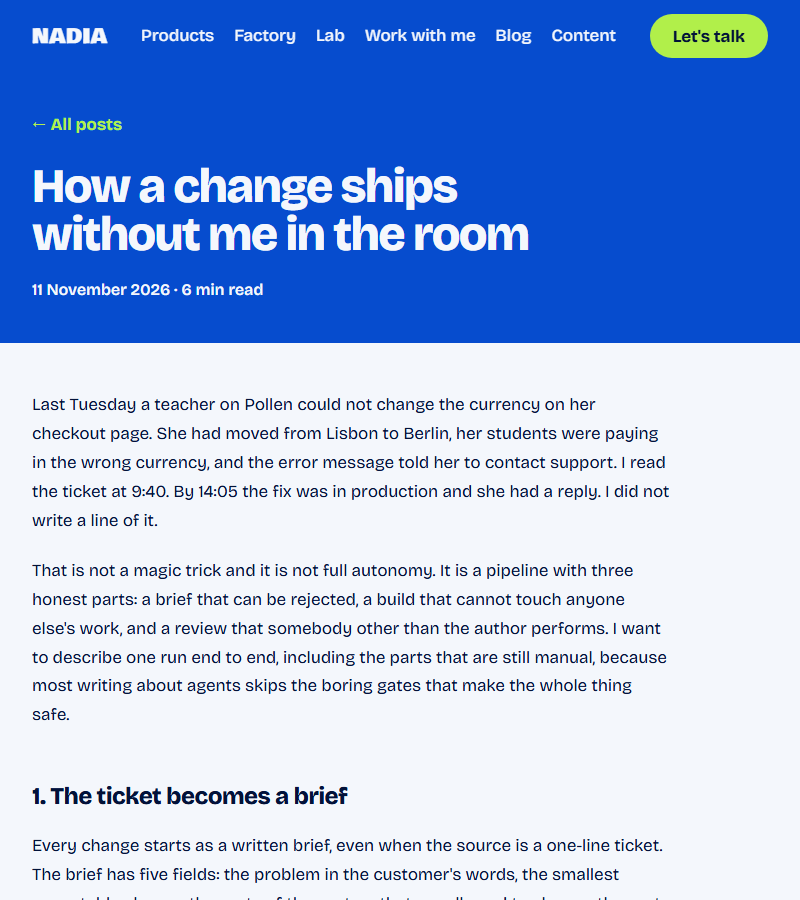 NADIA Products Factory Lab Work with me Blog Content Let's talk
← All posts
How a change ships
without me in the room
11 November 2026 · 6 min read
Last Tuesday a teacher on Pollen could not change the currency on her
checkout page. She had moved from Lisbon to Berlin, her students were paying
in the wrong currency, and the error message told her to contact support. I read
the ticket at 9:40. By 14:05 the fix was in production and she had a reply. I did not
write a line of it.
That is not a magic trick and it is not full autonomy. It is a pipeline with three
honest parts: a brief that can be rejected, a build that cannot touch anyone
else's work, and a review that somebody other than the author performs. I want
to describe one run end to end, including the parts that are still manual, because
most writing about agents skips the boring gates that make the whole thing
safe.
1. The ticket becomes a brief
Every change starts as a written brief, even when the source is a one-line ticket.
The brief has five fields: the problem in the customer's words, the smallest